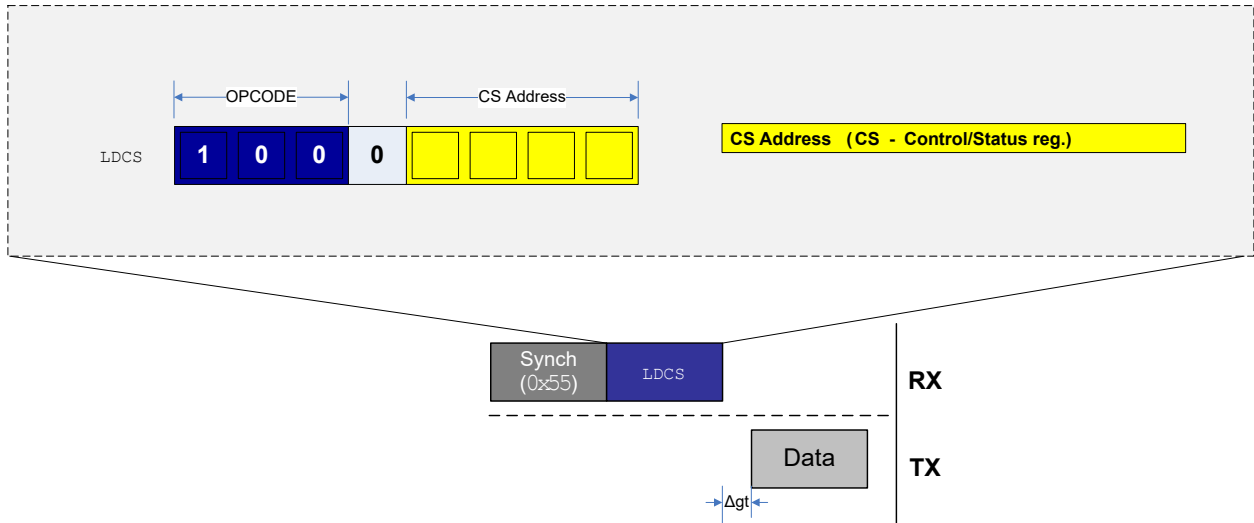 OPCODE CS Address
LDCS 1 0 0 0 CS Address (CS - Control/Status reg.)
Synch
(0x55)
LDCS
RX
Data
TX
Δgt